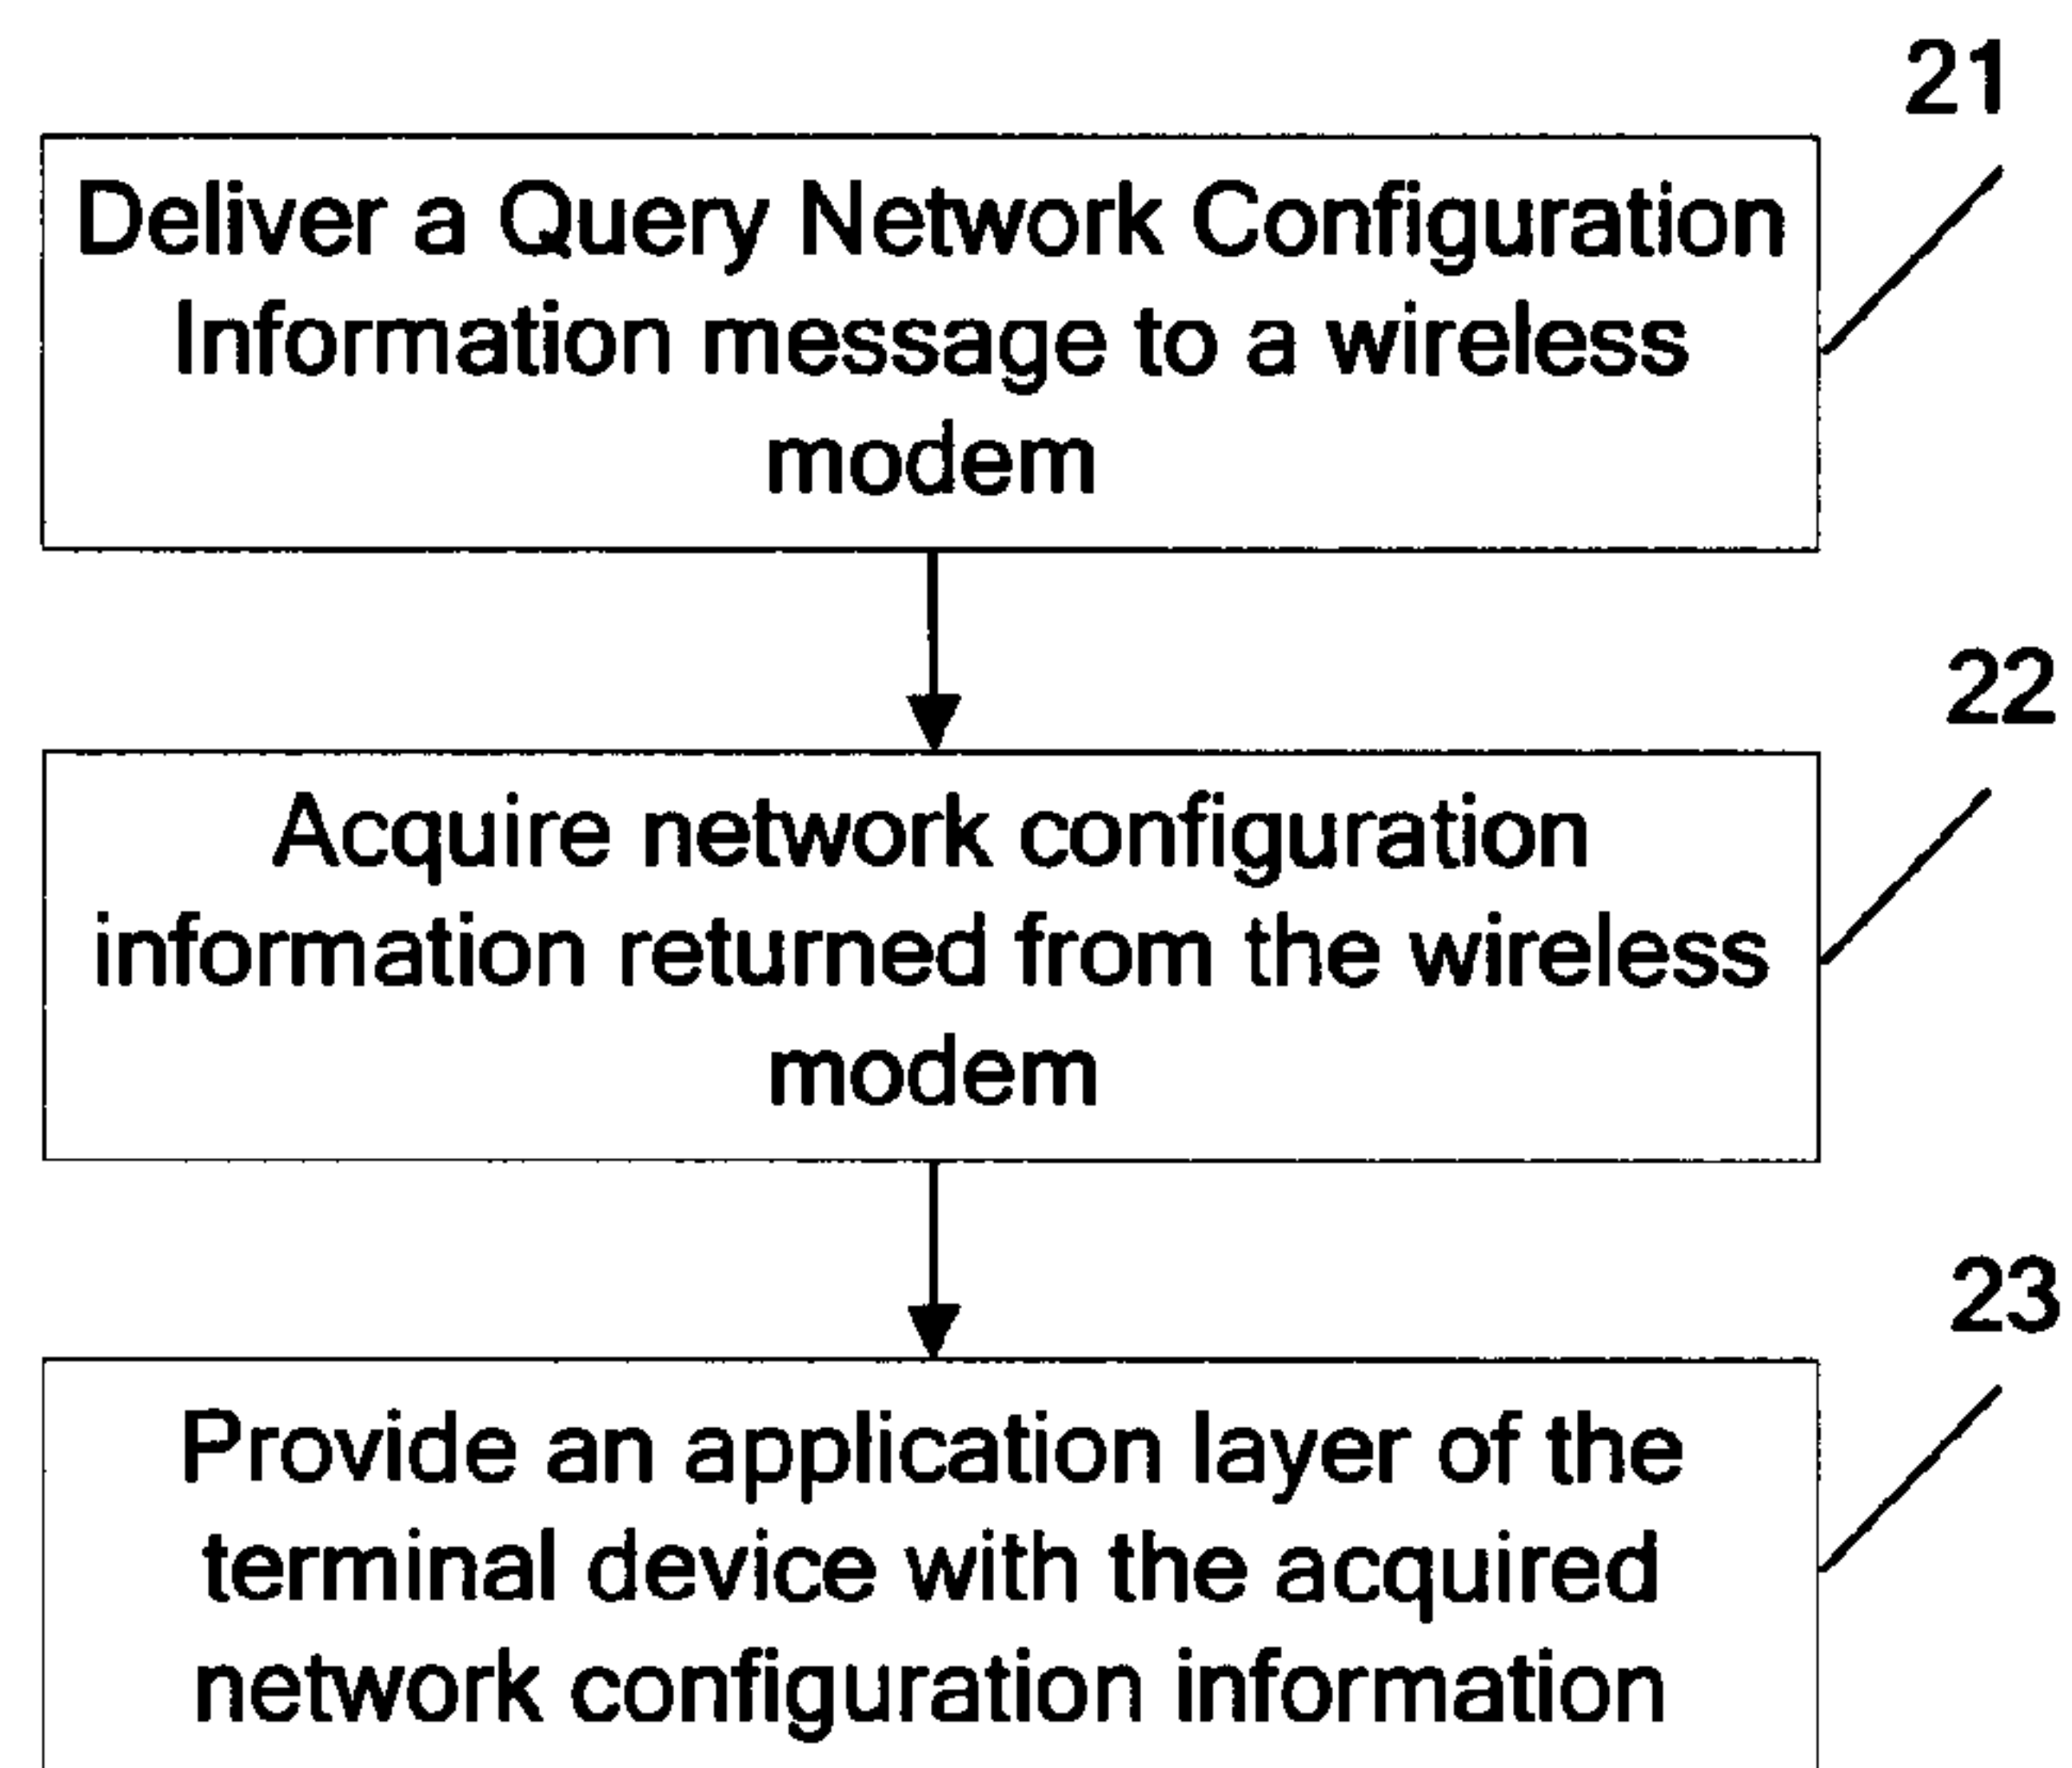 21
Deliver a Query Network Configuration
Information message to a wireless
modem
22
Acquire network configuration
information returned from the wireless
modem
23
Provide an application layer of the
terminal device with the acquired
network configuration information